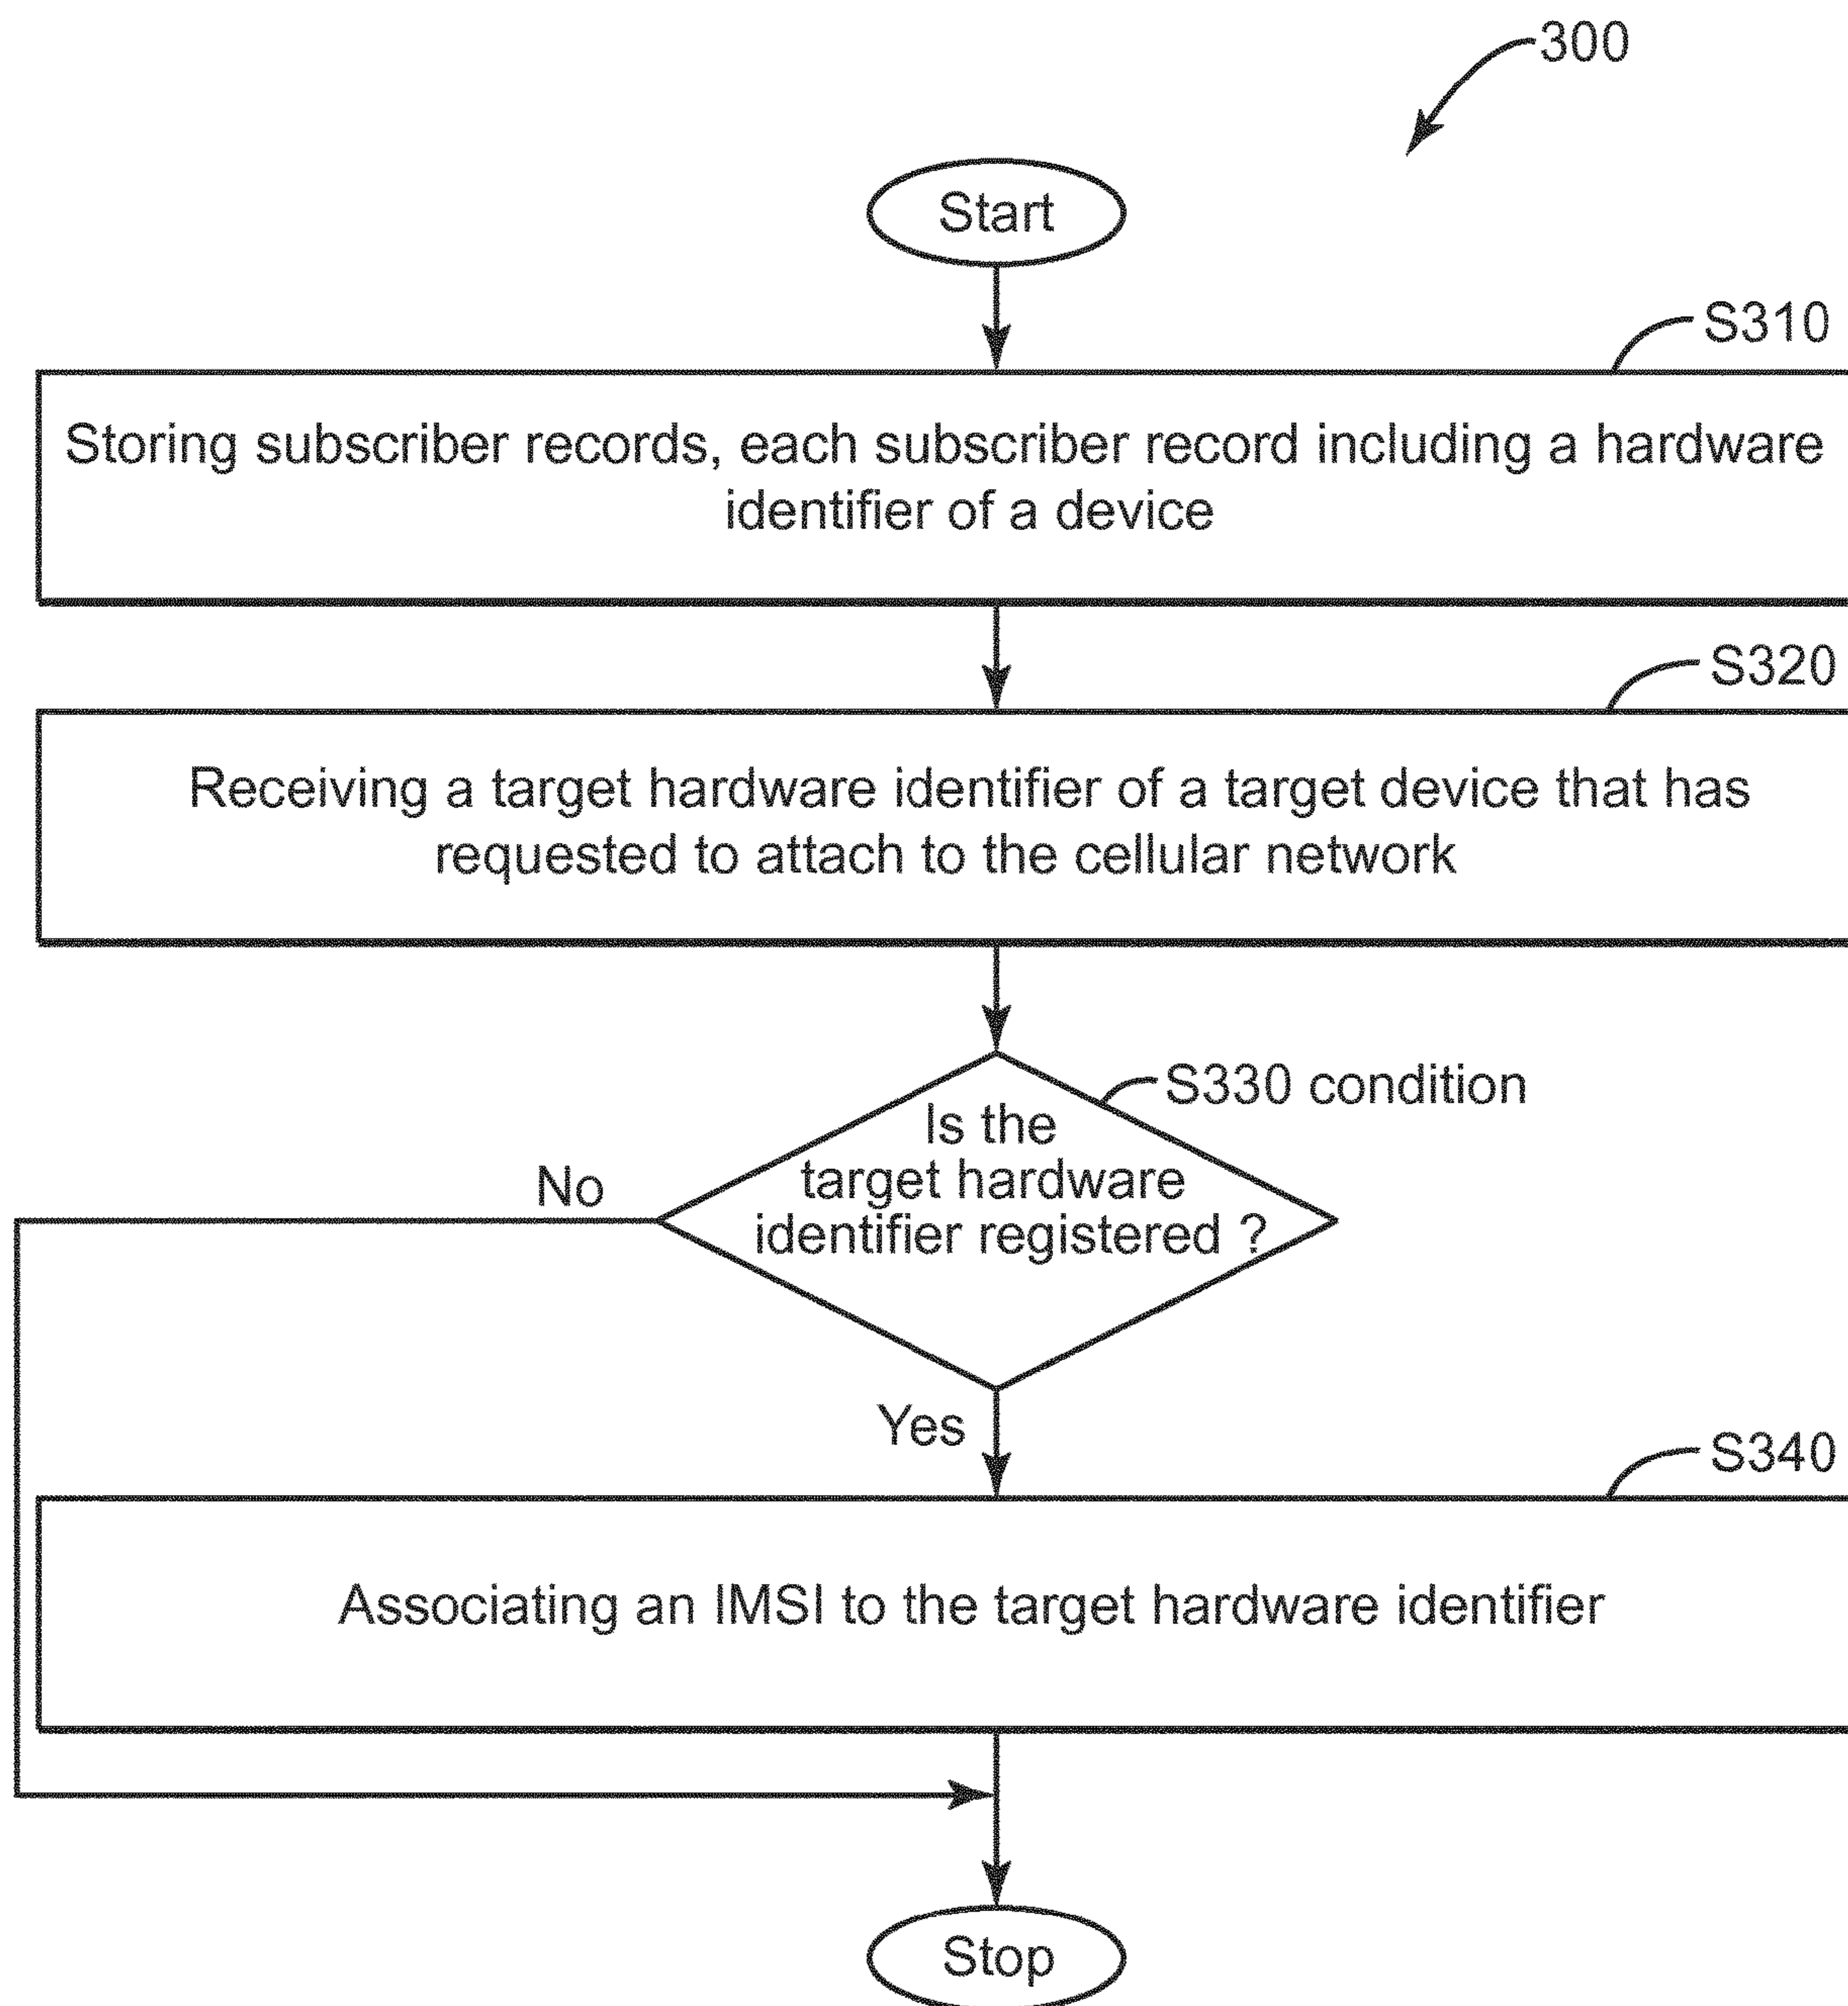 300
Start
S310
Storing subscriber records, each subscriber record including a hardware
identifier of a device
S320
Receiving a target hardware identifier of a target device that has
requested to attach to the cellular network
S330 condition
Is the
target hardware
identifier registered ?
No
Yes
S340
Associating an IMSI to the target hardware identifier
Stop